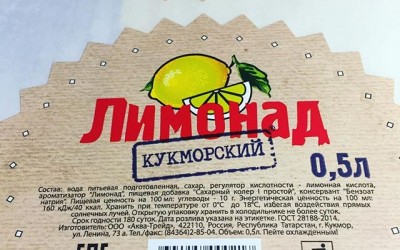 Лимонад
КУКМОРСКИЙ
0,5л
Состав: вода питьевая подготовленная, сахар, регулятор кислотности - лимонная кислота,
ароматизатор "Лимонад", пищевая добавка "Сахарный колер I простой", консервант "Бензоат
натрия". Пищевая ценность на 100 мл: углеводы - 10 г. Энергетическая ценность на 100 мл:
160 кДж/40 ккал. Хранить при температуре от 0°С до 18°С, избегая воздействия прямых
солнечных лучей. Открытую упаковку хранить в холодильнике не более суток.
Срок годности 180 суток. Дата розлива указана на этикетке. ГОСТ 28188-2014.
Изготовитель: ООО «Аква-Трейд», 422110, Россия, Республика Татарстан, г. Кукмор,
ул. Ленина, 73 а. Тел./факс: (84364)2-85-04. Объем 0,5л. Пейте охлажденным!